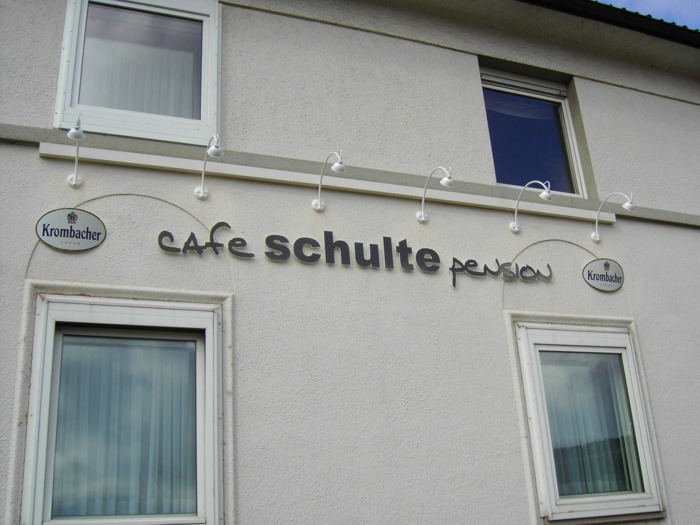 Krombacher
cafe schulte pension
Krombacher